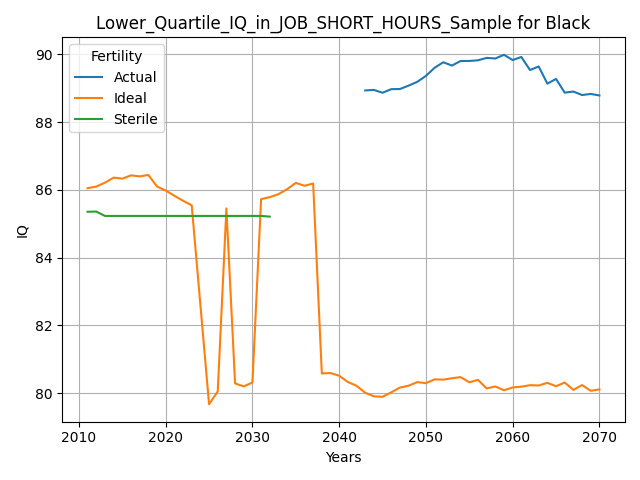 Lower_Quartile_IQ_in_JOB_SHORT_HOURS_Sample for Black
Fertility
Actual
Ideal
Sterile
IQ
90
88
86
84
82
80
2010 2020 2030 2040 2050 2060 2070
Years